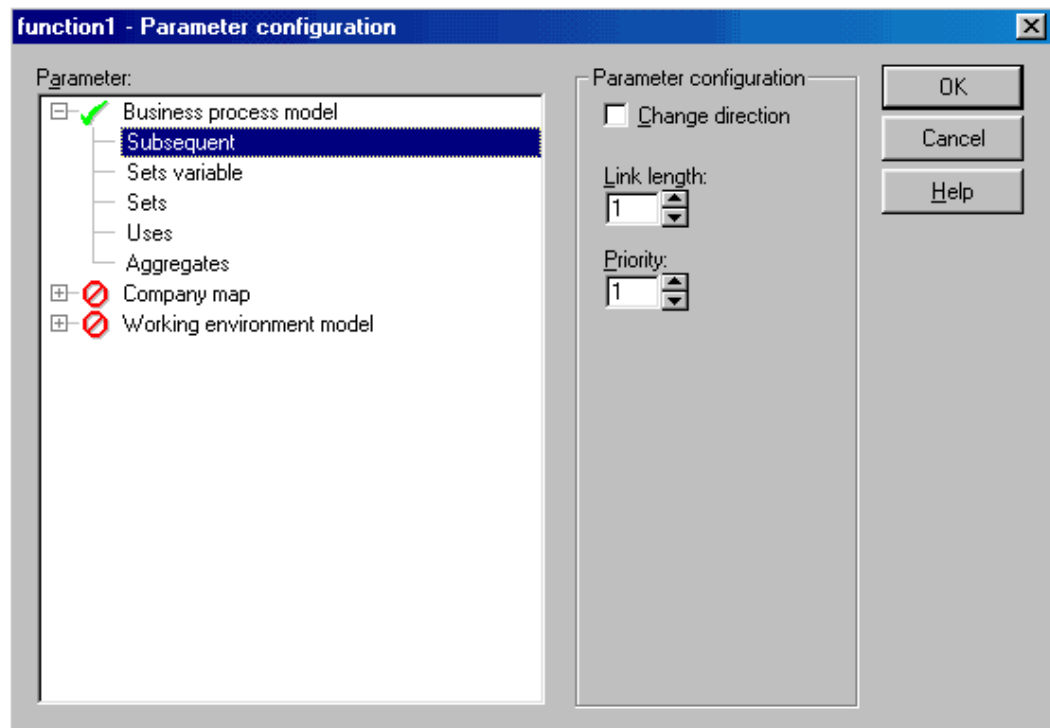 function1 - Parameter configuration
Parameter:
Business process model
Subsequent
Sets variable
Sets
Uses
Aggregates
Company map
Working environment model
Parameter configuration
Change direction
Link length:
1
Priority:
1
OK
Cancel
Help